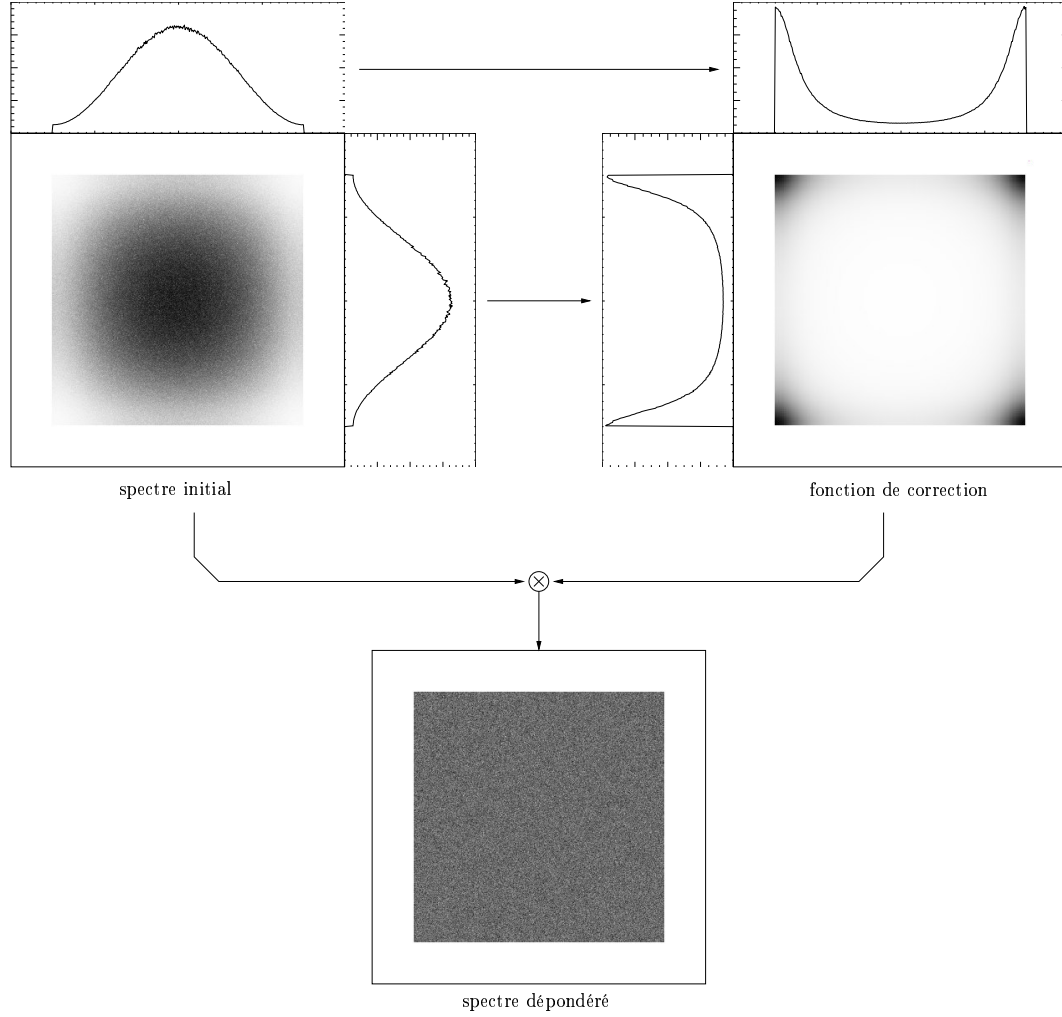 spectre initial
fonction de correction
spectre dépondéré